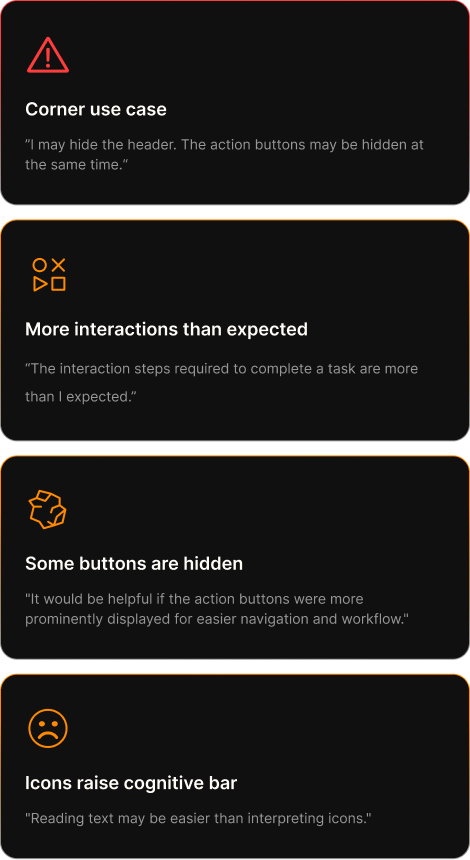 Corner use case
“I may hide the header. The action buttons may be hidden at
the same time.“
More interactions than expected
“The interaction steps required to complete a task are more
than I expected.”
Some buttons are hidden
"It would be helpful if the action buttons were more
prominently displayed for easier navigation and workflow."
Icons raise cognitive bar
"Reading text may be easier than interpreting icons."